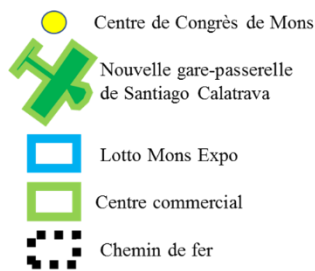 Centre de Congrès de Mons
Nouvelle gare-passerelle
de Santiago Calatrava
Lotto Mons Expo
Centre commercial
Chemin de fer